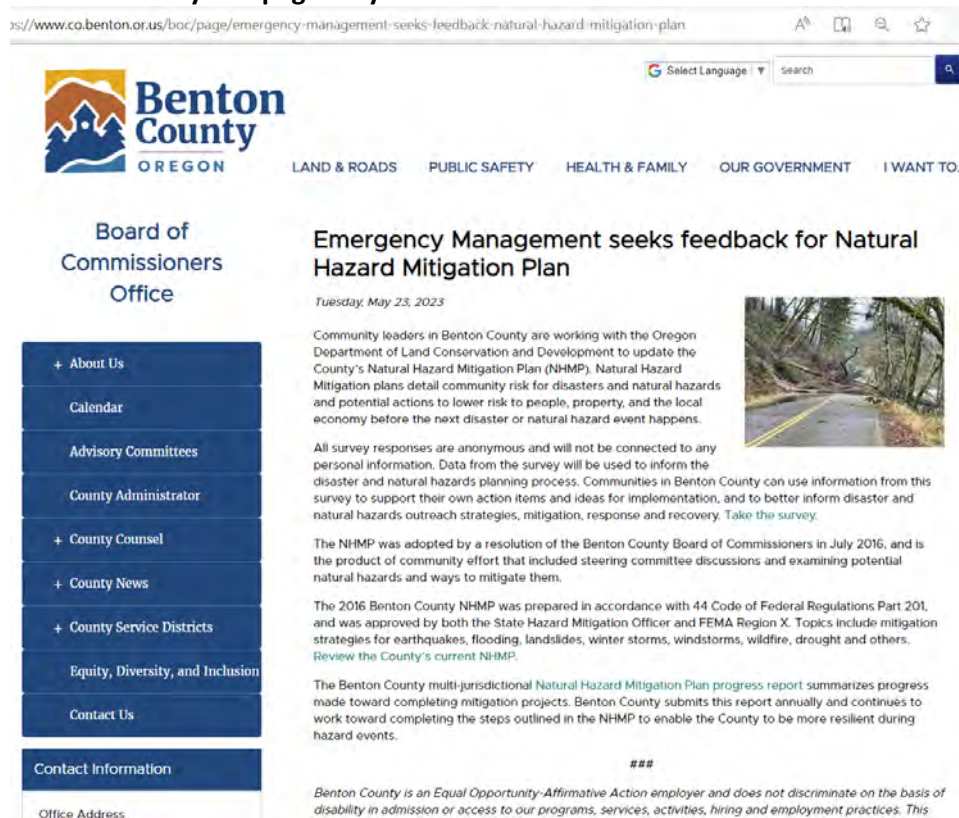 os://www.co.benton.or.us/boc/page/emergency-management-seeks-feedback-natural-hazard-mitigation-plan
Select Language ▼
search
Benton
County
OREGON
LAND & ROADS PUBLIC SAFETY HEALTH & FAMILY OUR GOVERNMENT I WANT TO
Board of
Commissioners
Office
+ About Us
Calendar
Advisory Committees
County Administrator
+ County Counsel
+ County News
+ County Service Districts
Equity, Diversity, and Inclusion
Contact Us
Contact Information
Office Address
Emergency Management seeks feedback for Natural
Hazard Mitigation Plan
Tuesday, May 23, 2023
Community leaders in Benton County are working with the Oregon
Department of Land Conservation and Development to update the
County's Natural Hazard Mitigation Plan (NHMP). Natural Hazard
Mitigation plans detail community risk for disasters and natural hazards
and potential actions to lower risk to people, property, and the local
economy before the next disaster or natural hazard event happens.
All survey responses are anonymous and will not be connected to any
personal information. Data from the survey will be used to inform the
disaster and natural hazards planning process. Communities in Benton County can use information from this
survey to support their own action items and ideas for implementation, and to better inform disaster and
natural hazards outreach strategies, mitigation, response and recovery. Take the survey.
The NHMP was adopted by a resolution of the Benton County Board of Commissioners in July 2016, and is
the product of community effort that included steering committee discussions and examining potential
natural hazards and ways to mitigate them.
The 2016 Benton County NHMP was prepared in accordance with 44 Code of Federal Regulations Part 201,
and was approved by both the State Hazard Mitigation Officer and FEMA Region X. Topics include mitigation
strategies for earthquakes, flooding, landslides, winter storms, windstorms, wildfire, drought and others.
Review the County's current NHMP.
The Benton County multi-jurisdictional Natural Hazard Mitigation Plan progress report summarizes progress
made toward completing mitigation projects. Benton County submits this report annually and continues to
work toward completing the steps outlined in the NHMP to enable the County to be more resilient during
hazard events.
###
Benton County is an Equal Opportunity-Affirmative Action employer and does not discriminate on the basis of
disability in admission or access to our programs, services, activities, hiring and employment practices. This